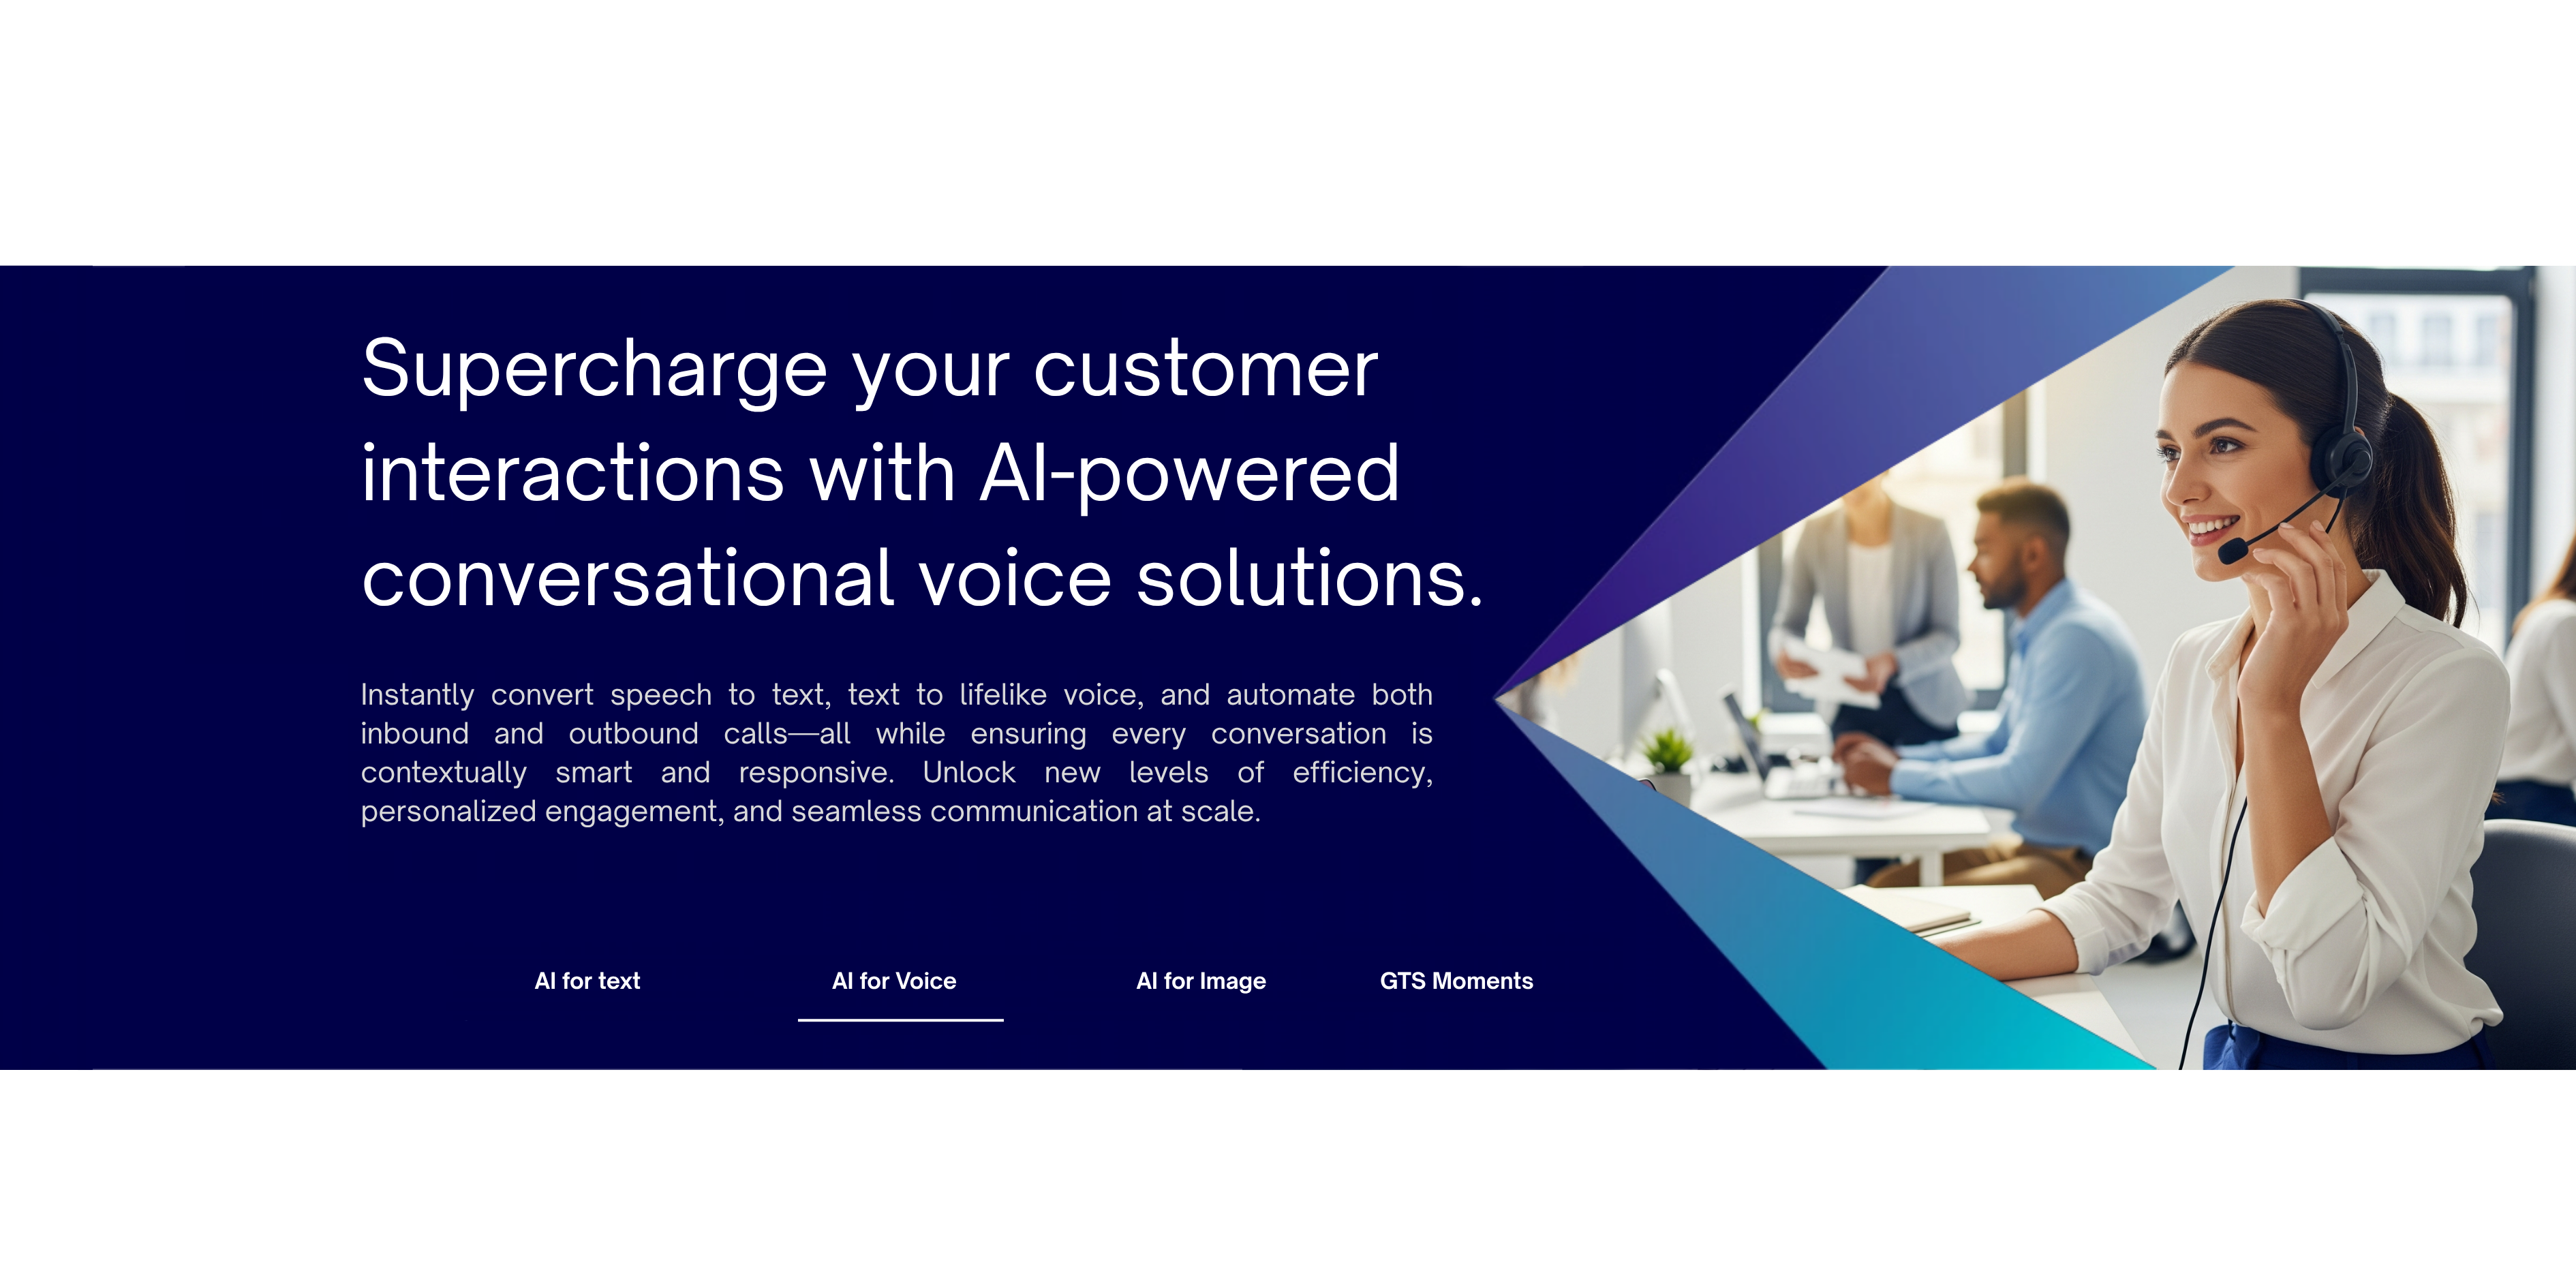 Supercharge your customer
interactions with AI-powered
conversational voice solutions.
Instantly convert speech to text, text to lifelike voice, and automate both
inbound and outbound calls—all while ensuring every conversation is
contextually smart and responsive. Unlock new levels of efficiency,
personalized engagement, and seamless communication at scale.
AI for text
AI for Voice
AI for Image
GTS Moments